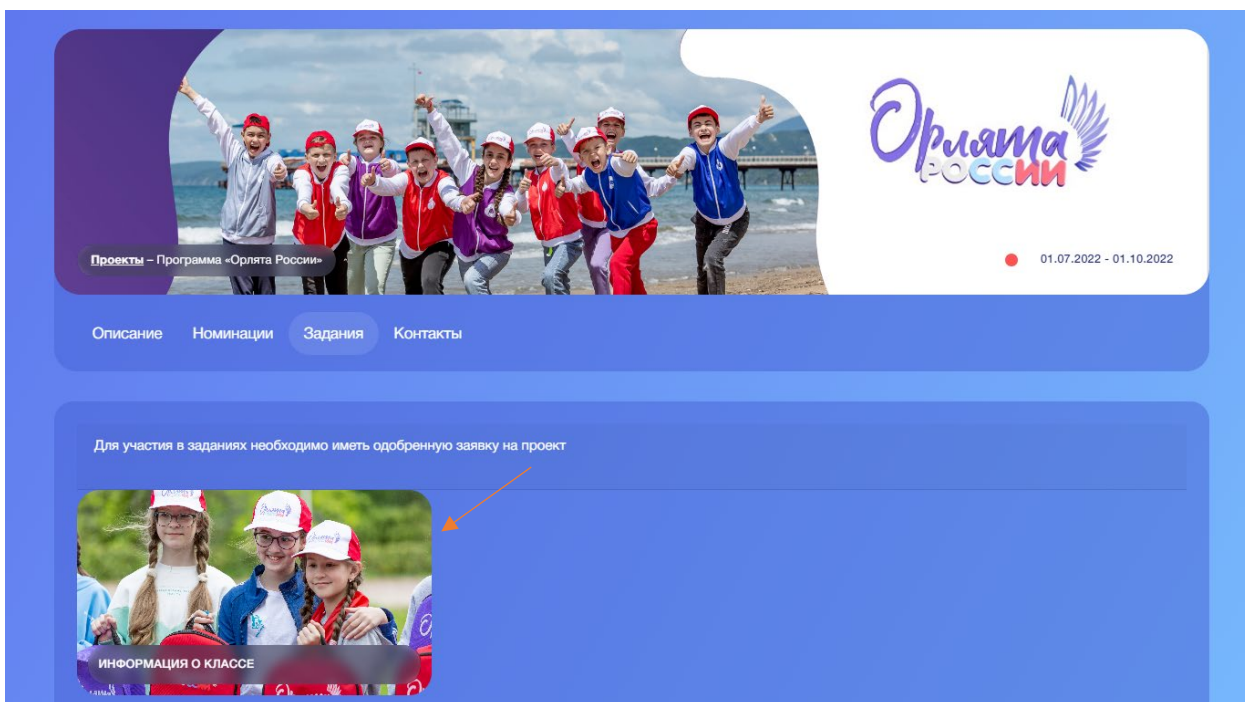 Орлята
РОССИИ
Проекты – Программа «Орлята России»
01.07.2022 - 01.10.2022
Описание Номинации Задания Контакты
Для участия в заданиях необходимо иметь одобренную заявку на проект
ИНФОРМАЦИЯ О КЛАССЕ